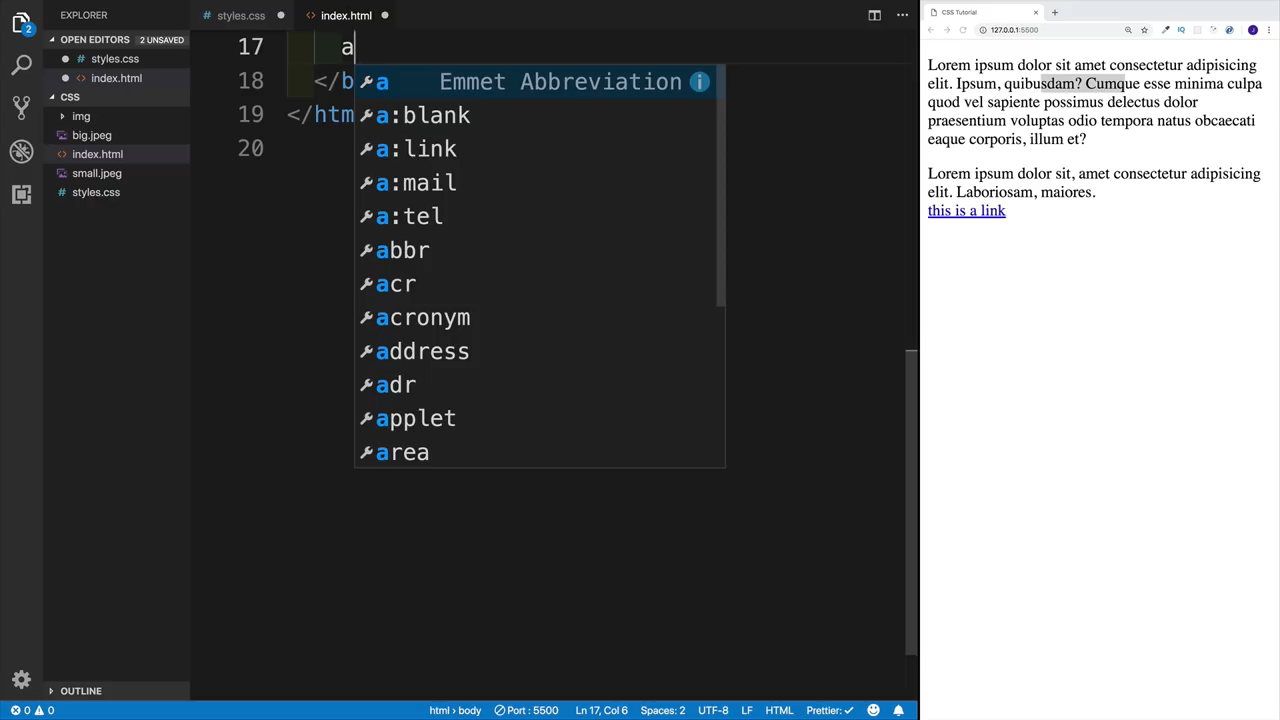 EXPLORER
OPEN EDITORS 2 UNSAVED
styles.css
index.html
CSS
img
big.jpeg
index.html
small.jpeg
styles.css
OUTLINE
2
styles.css
index.html
17 a
18 </b
19 </htm
20
a Emmet Abbreviation
a:blank
a:link
a:mail
a:tel
abbr
acr
acronym
address
adr
applet
area
0 0 html › body Port : 5500 Ln 17, Col 6 Spaces: 2 UTF-8 LF HTML Prettier: ✓
CSS Tutorial
127.0.0.1:5500
IQ
J
Lorem ipsum dolor sit amet consectetur adipisicing
elit. Ipsum, quibusdam? Cumque esse minima culpa
quod vel sapiente possimus delectus dolor
praesentium voluptas odio tempora natus obcaecati
eaque corporis, illum et?
Lorem ipsum dolor sit, amet consectetur adipisicing
elit. Laboriosam, maiores.
this is a link